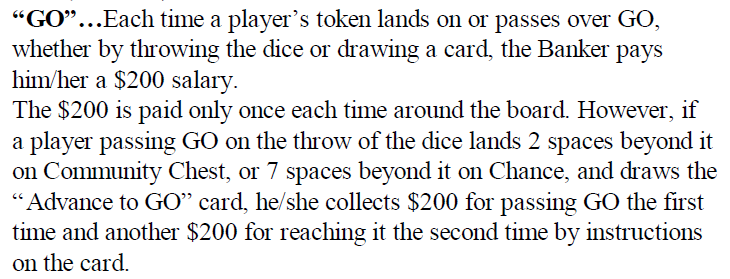 “GO”…Each time a player’s token lands on or passes over GO,
whether by throwing the dice or drawing a card, the Banker pays
him/her a $200 salary.
The $200 is paid only once each time around the board. However, if
a player passing GO on the throw of the dice lands 2 spaces beyond it
on Community Chest, or 7 spaces beyond it on Chance, and draws the
“Advance to GO” card, he/she collects $200 for passing GO the first
time and another $200 for reaching it the second time by instructions
on the card.